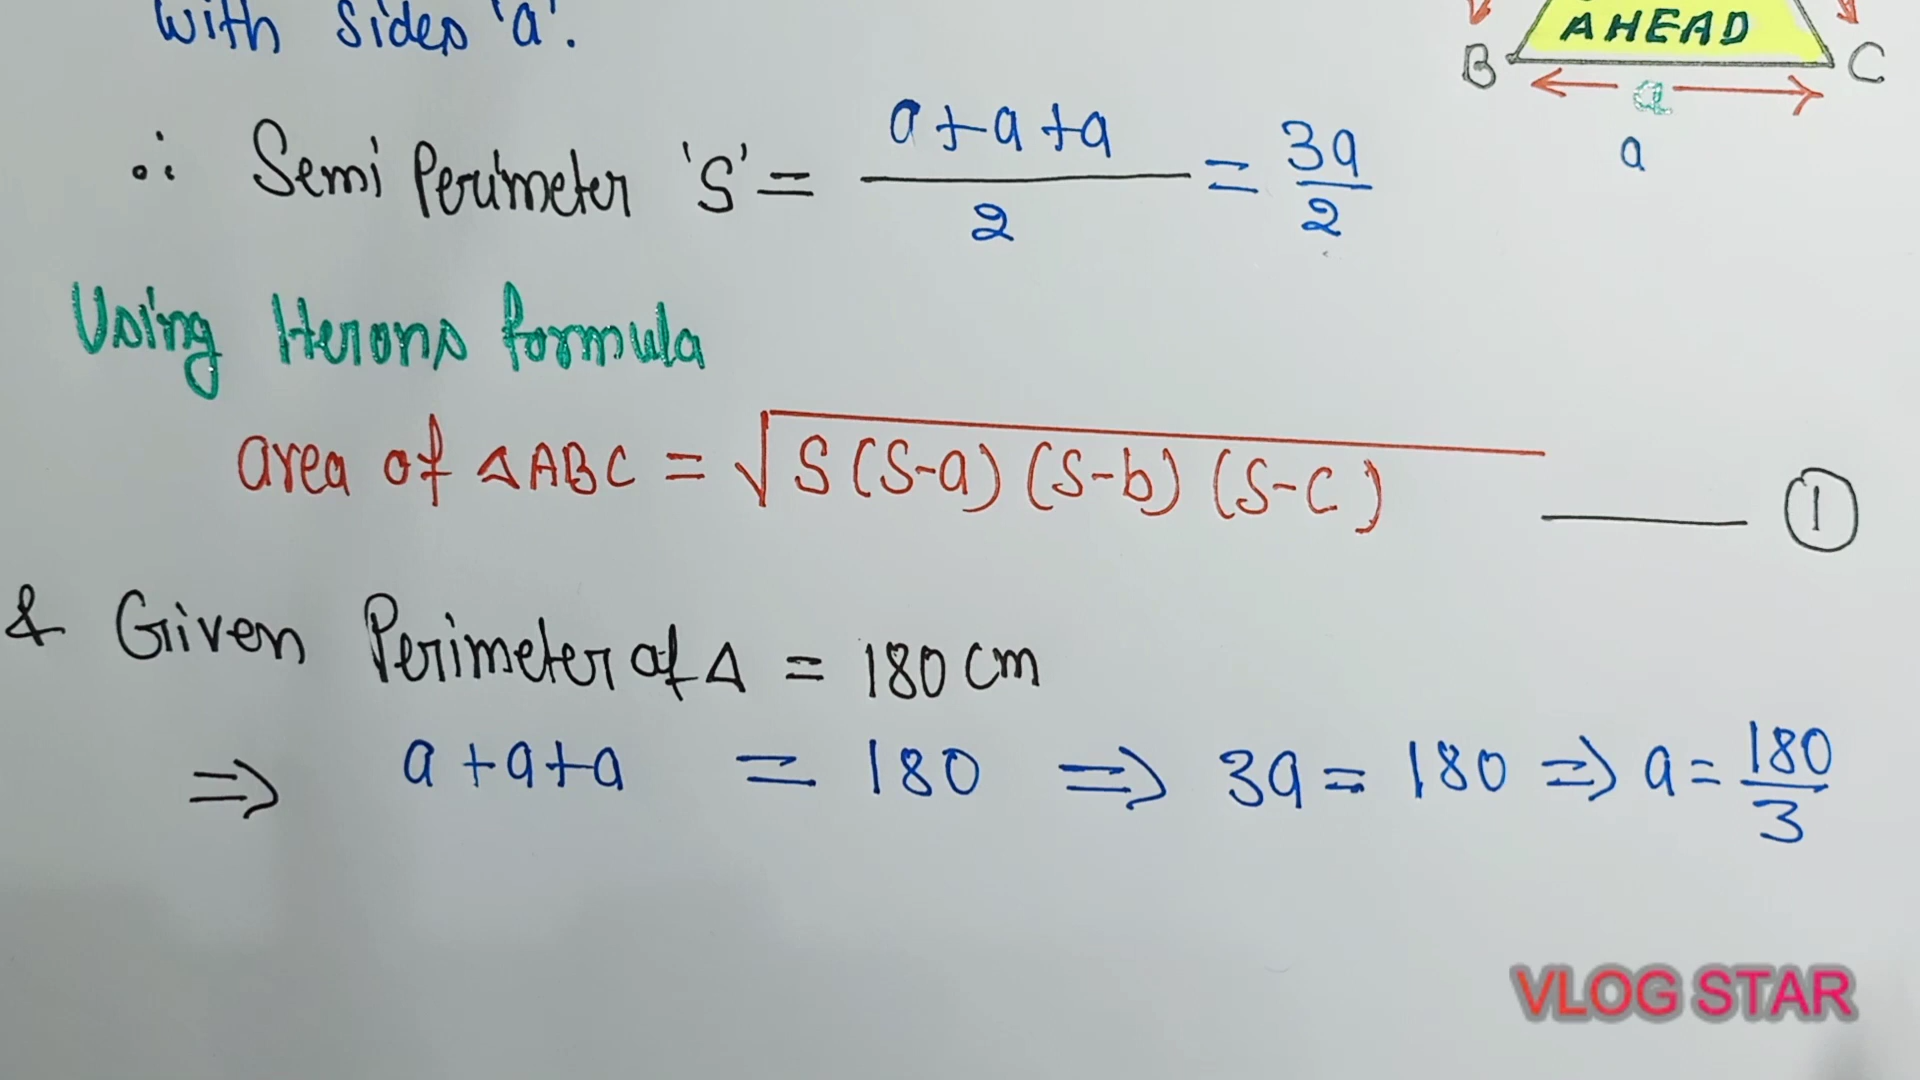 with sides 'a'.
AHEAD
B C
a
a
∴ Semi Perimeter 'S' = a+a+a / 2 = 3a / 2
Using Herons formula
area of △ABC = √S(S-a)(S-b)(S-c) ——— ①
& Given Perimeter of △ = 180 cm
⇒ a+a+a = 180 ⇒ 3a = 180 ⇒ a = 180 / 3
VLOG STAR